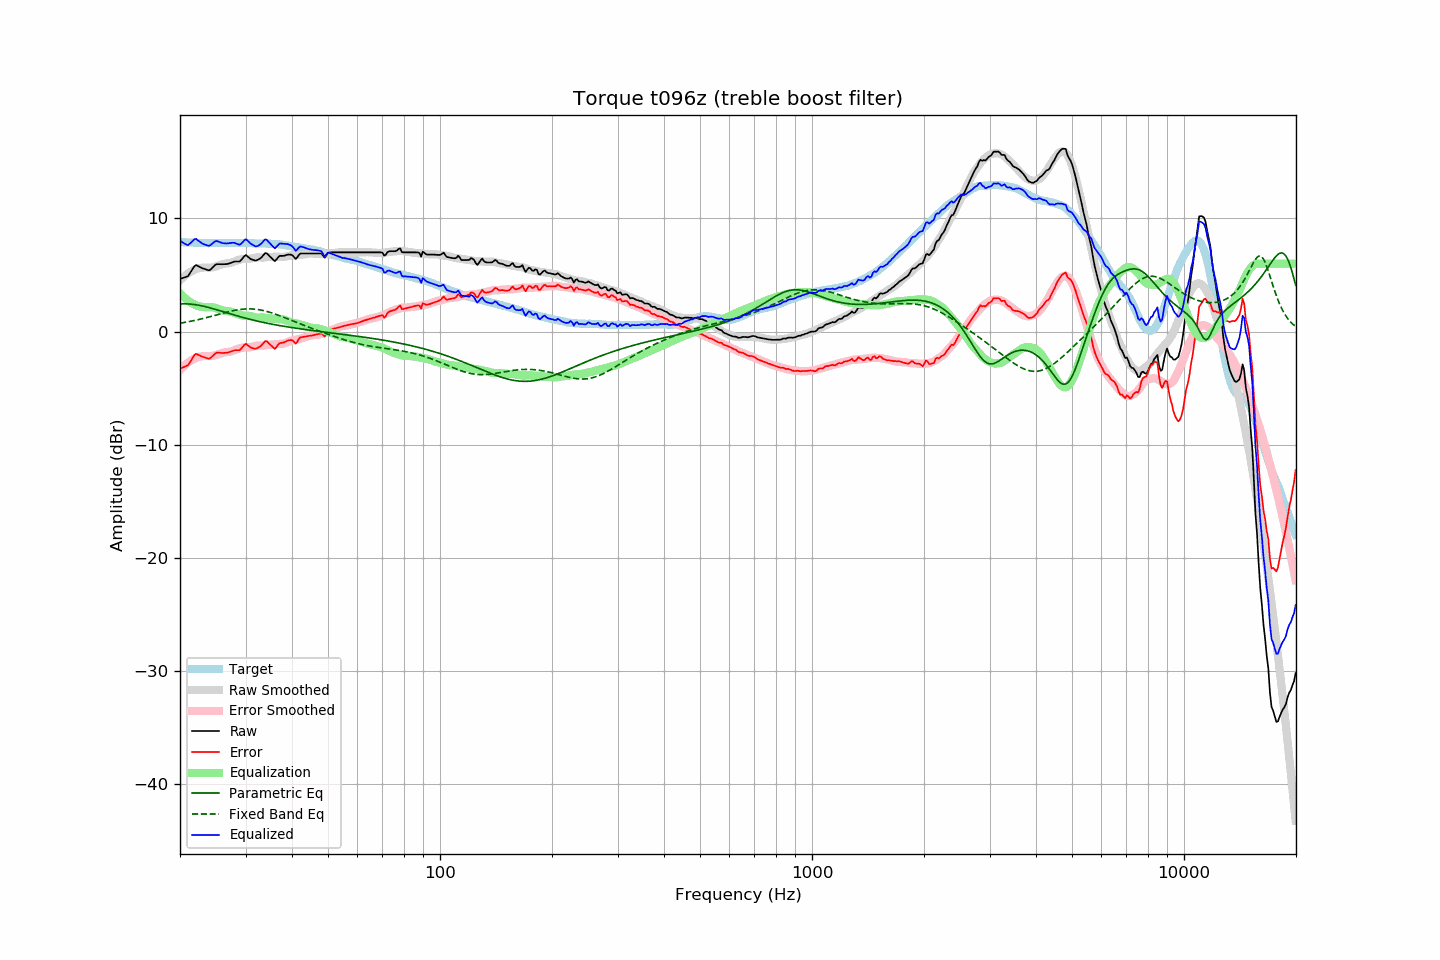 Torque t096z (treble boost filter)
10
0
−10
−20
−30
−40
Amplitude (dBr)
Target
Raw Smoothed
Error Smoothed
Raw
Error
Equalization
Parametric Eq
Fixed Band Eq
Equalized
100
1000
10000
Frequency (Hz)